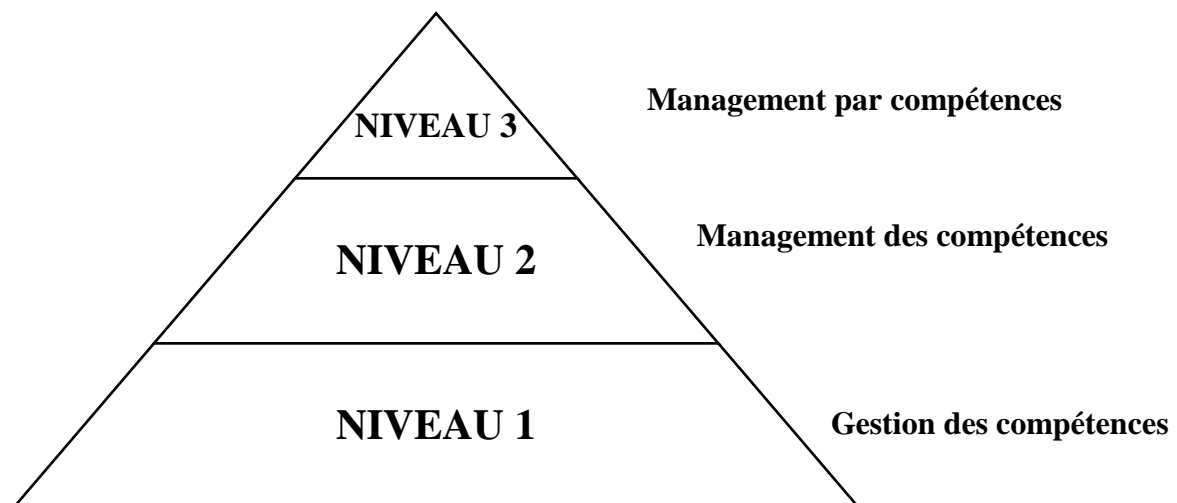 Management par compétences
NIVEAU 3
Management des compétences
NIVEAU 2
NIVEAU 1
Gestion des compétences